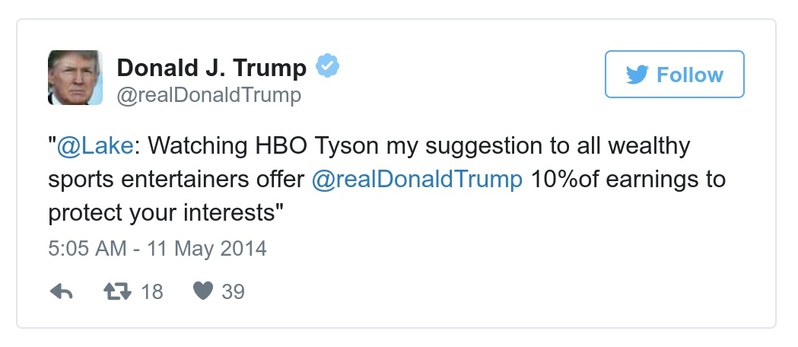 Donald J. Trump
Follow
@realDonaldTrump
"@Lake: Watching HBO Tyson my suggestion to all wealthy
sports entertainers offer @realDonaldTrump 10%of earnings to
protect your interests"
5:05 AM - 11 May 2014
18 39